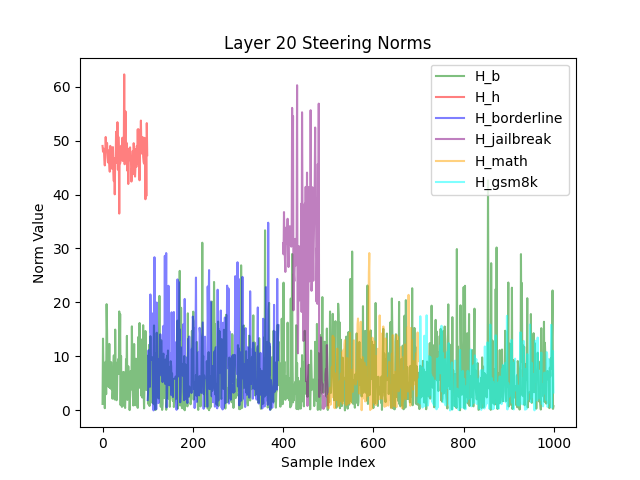 Layer 20 Steering Norms
H_b
H_h
H_borderline
H_jailbreak
H_math
H_gsm8k
60
50
40
30
20
10
0
Norm Value
0
200
400
600
800
1000
Sample Index